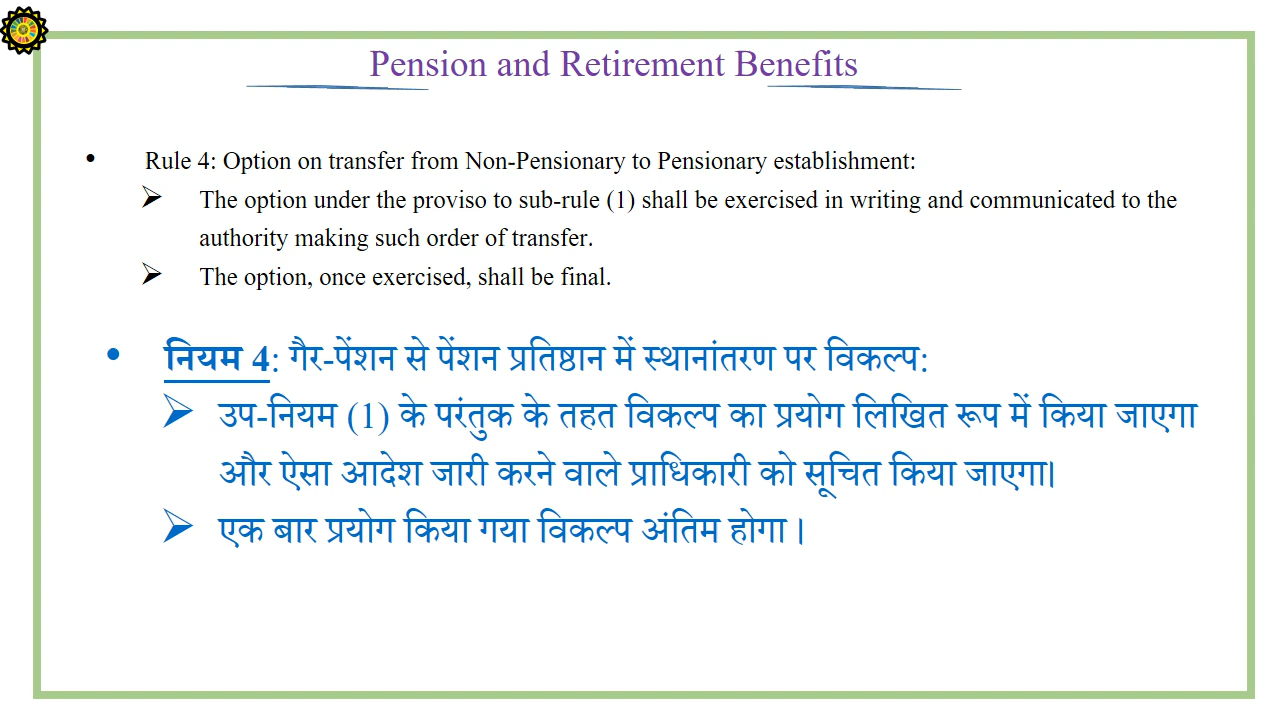 Pension and Retirement Benefits
• Rule 4: Option on transfer from Non-Pensionary to Pensionary establishment:
➢ The option under the proviso to sub-rule (1) shall be exercised in writing and communicated to the
authority making such order of transfer.
➢ The option, once exercised, shall be final.
• नियम 4: गैर-पेंशन से पेंशन प्रतिष्ठान में स्थानांतरण पर विकल्प:
➢ उप-नियम (1) के परंतुक के तहत विकल्प का प्रयोग लिखित रूप में किया जाएगा
और ऐसा आदेश जारी करने वाले प्राधिकारी को सूचित किया जाएगा।
➢ एक बार प्रयोग किया गया विकल्प अंतिम होगा ।